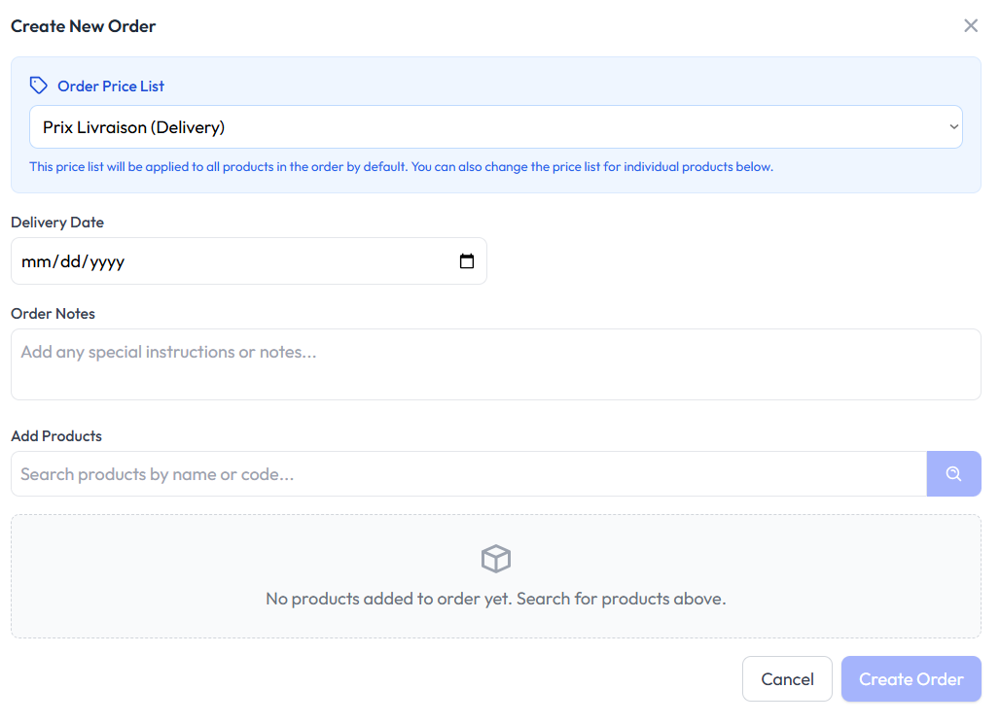 Create New Order
Order Price List
Prix Livraison (Delivery)
This price list will be applied to all products in the order by default. You can also change the price list for individual products below.
Delivery Date
mm/dd/yyyy
Order Notes
Add any special instructions or notes...
Add Products
Search products by name or code...
No products added to order yet. Search for products above.
Cancel
Create Order